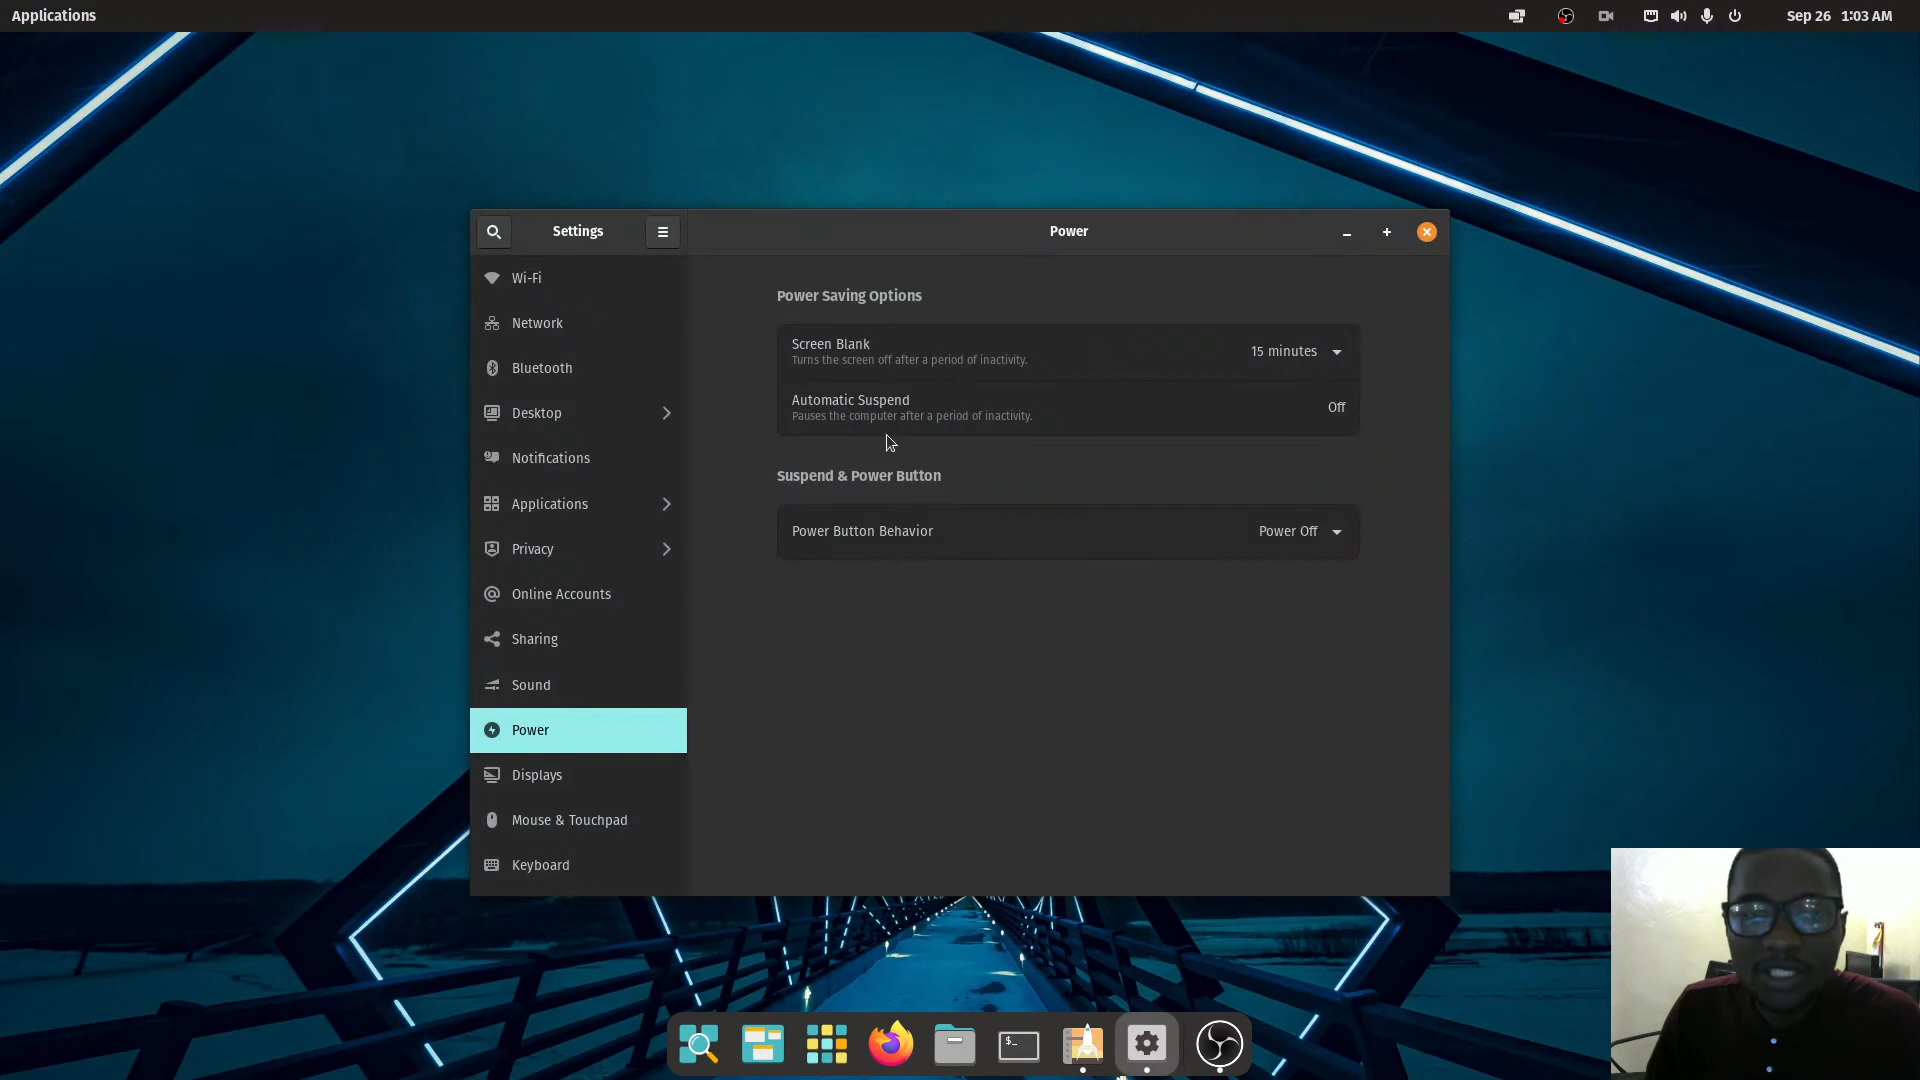 Applications
Sep 26 1:03 AM
Settings
Power
Wi-Fi
Network
Bluetooth
Desktop
Notifications
Applications
Privacy
Online Accounts
Sharing
Sound
Power
Displays
Mouse & Touchpad
Keyboard
Power Saving Options
Screen Blank
Turns the screen off after a period of inactivity.
15 minutes
Automatic Suspend
Pauses the computer after a period of inactivity.
Off
Suspend & Power Button
Power Button Behavior
Power Off
$_